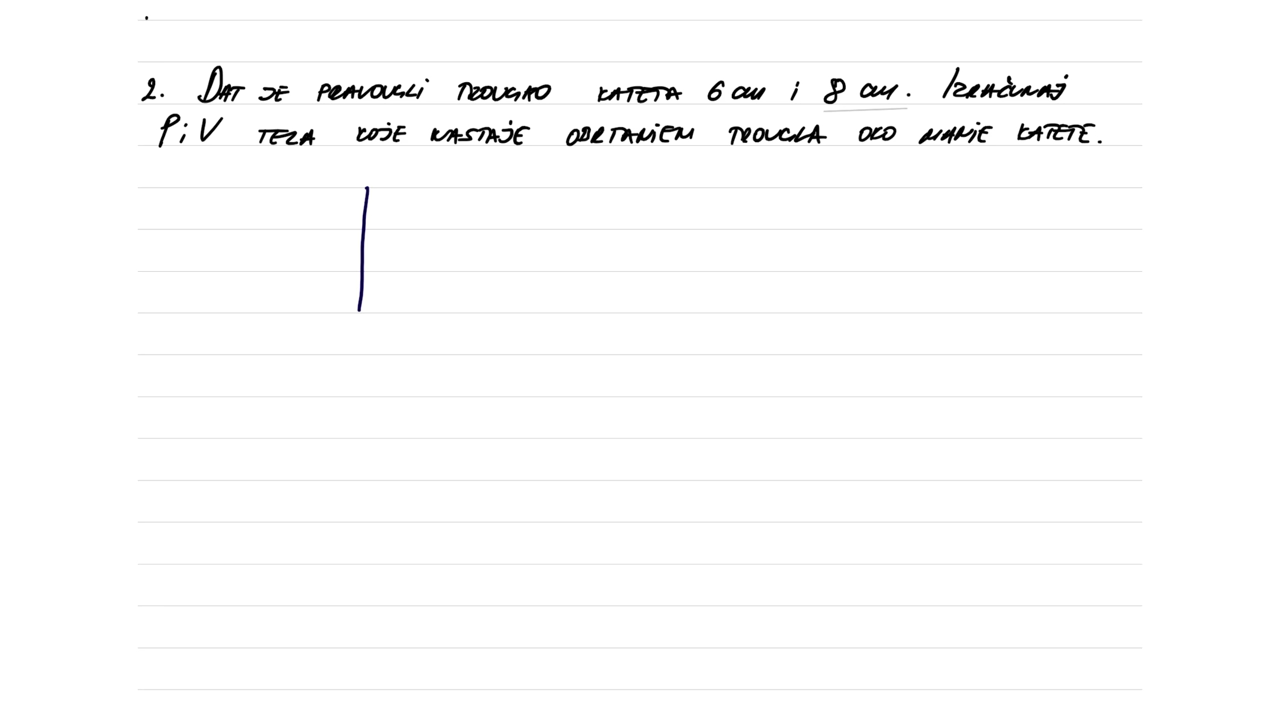 2. DAT JE PRAVOUGLI TROUGAO KATETA 6 cm i 8 cm. IZRAČUNAJ
P i V TELA KOJE NASTAJE OBRTANJEM TROUGLA OKO MANJE KATETE.